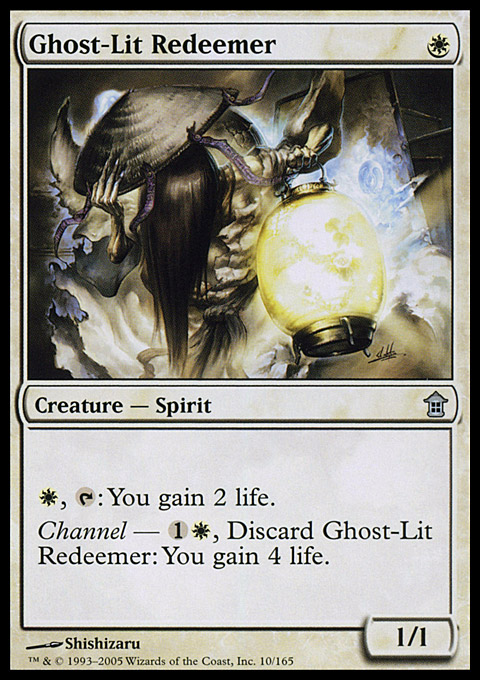 Ghost-Lit Redeemer
Creature — Spirit
, : You gain 2 life.
Channel — 1 , Discard Ghost-Lit
Redeemer: You gain 4 life.
1/1
Shishizaru
™ & © 1993–2005 Wizards of the Coast, Inc. 10/165